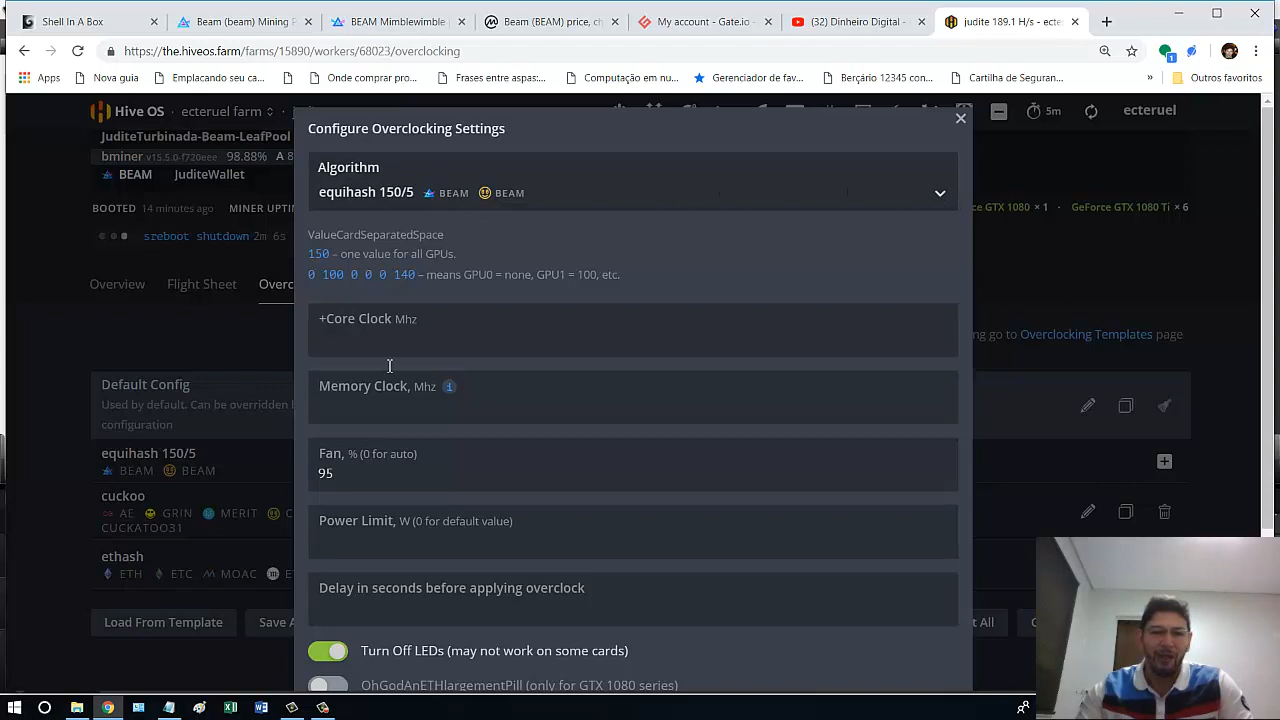 Shell In A Box
Beam (beam) Mining P
BEAM Mimblewimble
Beam (BEAM) price, ch
My account - Gate.io -
(32) Dinheiro Digital -
judite 189.1 H/s - ecter
https://the.hiveos.farm/farms/15890/workers/68023/overclocking
Apps
Nova guia
Emplacando seu ca...
Onde comprar pro...
Frases entre aspas:...
Computação em nu...
Gerenciador de fav...
Berçário 12345 con...
Cartilha de Seguran...
»
Outros favoritos
Hive OS
ecteruel farm
5m
ecteruel
JuditeTurbinada-Beam-LeafPool
bminer v15.5.0-f720eee 98.88% A 8
BEAM JuditeWallet
BOOTED 14 minutes ago MINER UPTI
e GTX 1080 × 1 GeForce GTX 1080 Ti × 6
sreboot shutdown 2m 6s
Overview Flight Sheet Overc
ng go to Overclocking Templates page
Default Config
Used by default. Can be overridden b
configuration
equihash 150/5
BEAM BEAM
cuckoo
AE GRIN MERIT C
CUCKATOO31
ethash
ETH ETC MOAC E
Load From Template Save A
t All
Configure Overclocking Settings
Algorithm
equihash 150/5 BEAM BEAM
ValueCardSeparatedSpace
150 – one value for all GPUs.
0 100 0 0 0 140 – means GPU0 = none, GPU1 = 100, etc.
+Core Clock Mhz
Memory Clock, Mhz i
Fan, % (0 for auto)
95
Power Limit, W (0 for default value)
Delay in seconds before applying overclock
Turn Off LEDs (may not work on some cards)
OhGodAnETHlargementPill (only for GTX 1080 series)